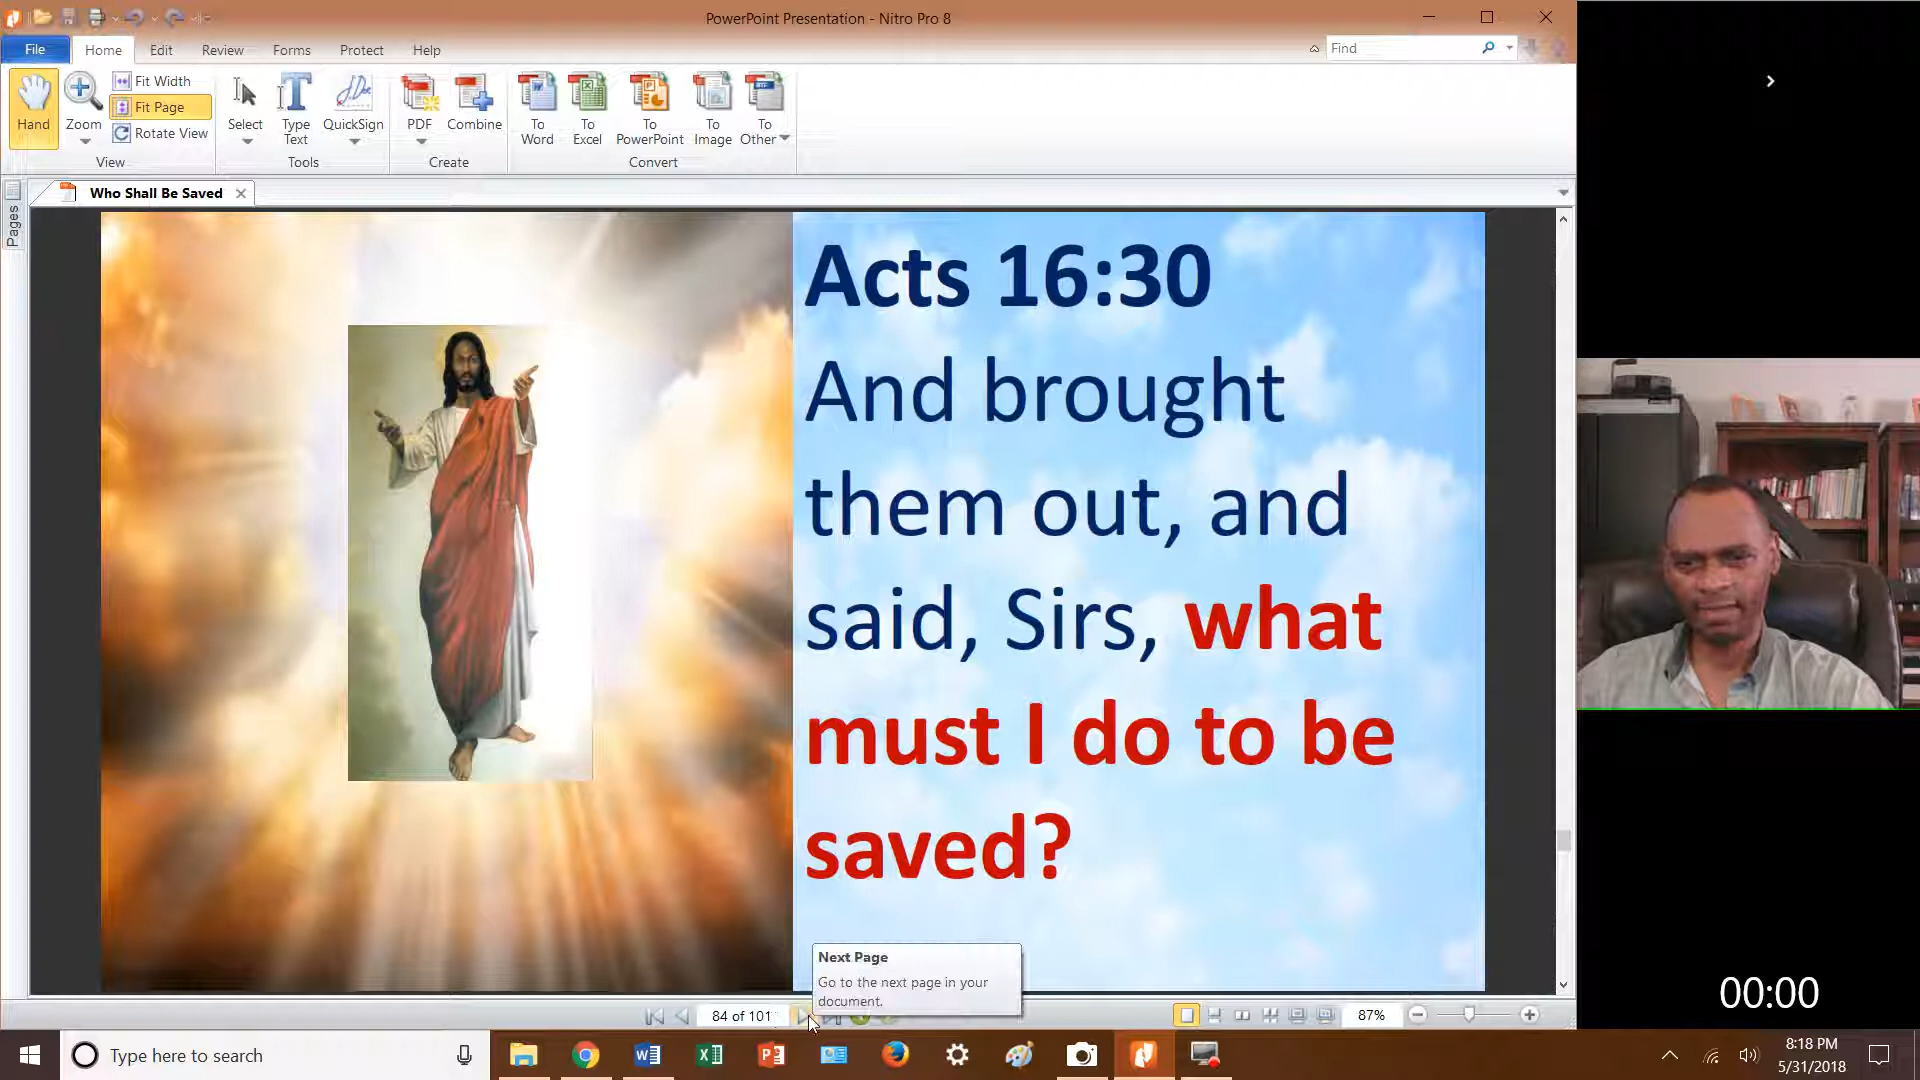 PowerPoint Presentation - Nitro Pro 8
File Home Edit Review Forms Protect Help
Find
Fit Width
Fit Page
Rotate View
Hand
Zoom
Select
Type
Text
QuickSign
PDF
Combine
To
Word
To
Excel
To
PowerPoint
To
Image
To
Other
View
Tools
Create
Convert
Who Shall Be Saved
Pages
Acts 16:30
And brought
them out, and
said, Sirs, what
must I do to be
saved?
Next Page
Go to the next page in your
document.
84 of 101
87%
00:00
Type here to search
8:18 PM
5/31/2018